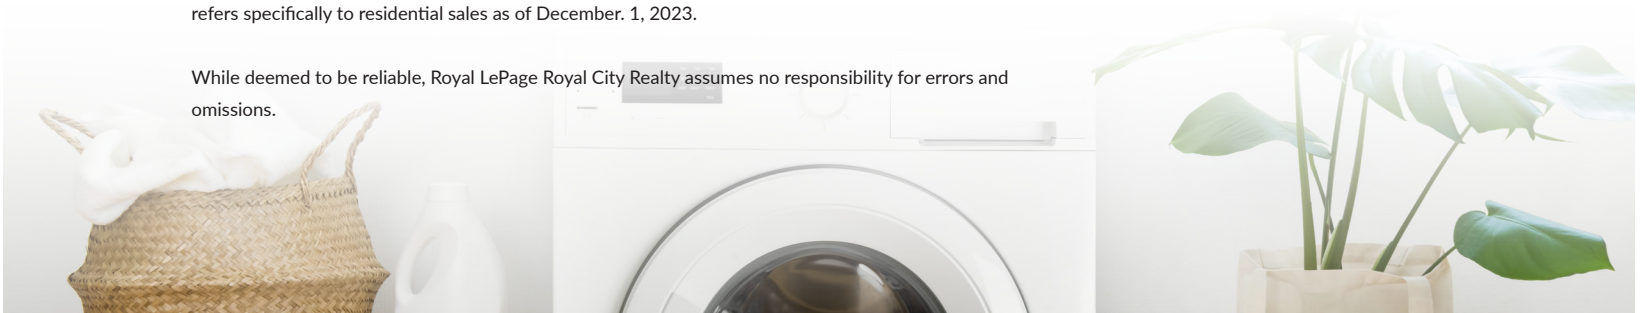 refers specifically to residential sales as of December. 1, 2023.
While deemed to be reliable, Royal LePage Royal City Realty assumes no responsibility for errors and
omissions.